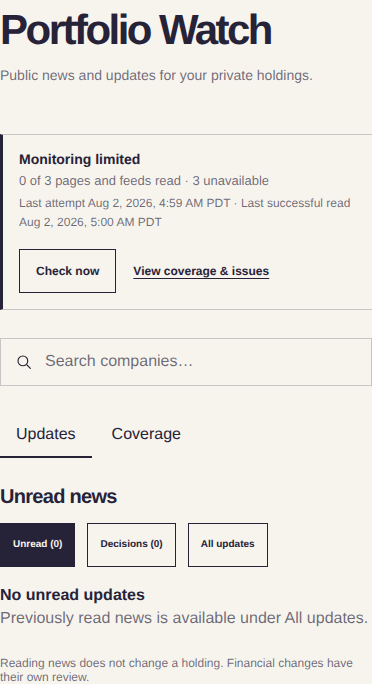 Portfolio Watch
Public news and updates for your private holdings.
Monitoring limited
0 of 3 pages and feeds read · 3 unavailable
Last attempt Aug 2, 2026, 4:59 AM PDT · Last successful read
Aug 2, 2026, 5:00 AM PDT
Check now
View coverage & issues
Search companies…
Updates
Coverage
Unread news
Unread (0)
Decisions (0)
All updates
No unread updates
Previously read news is available under All updates.
Reading news does not change a holding. Financial changes have
their own review.